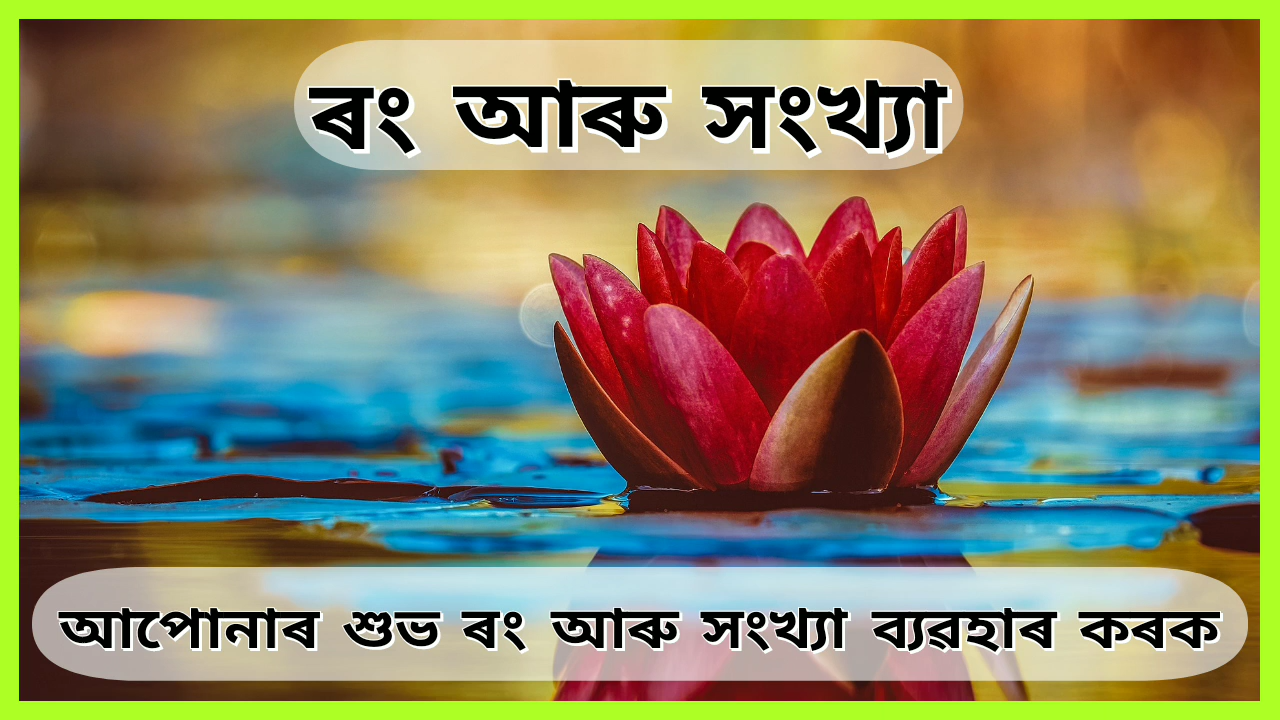 ৰং আৰু সংখ্যা
আপোনাৰ শুভ ৰং আৰু সংখ্যা ব্যৱহাৰ কৰক